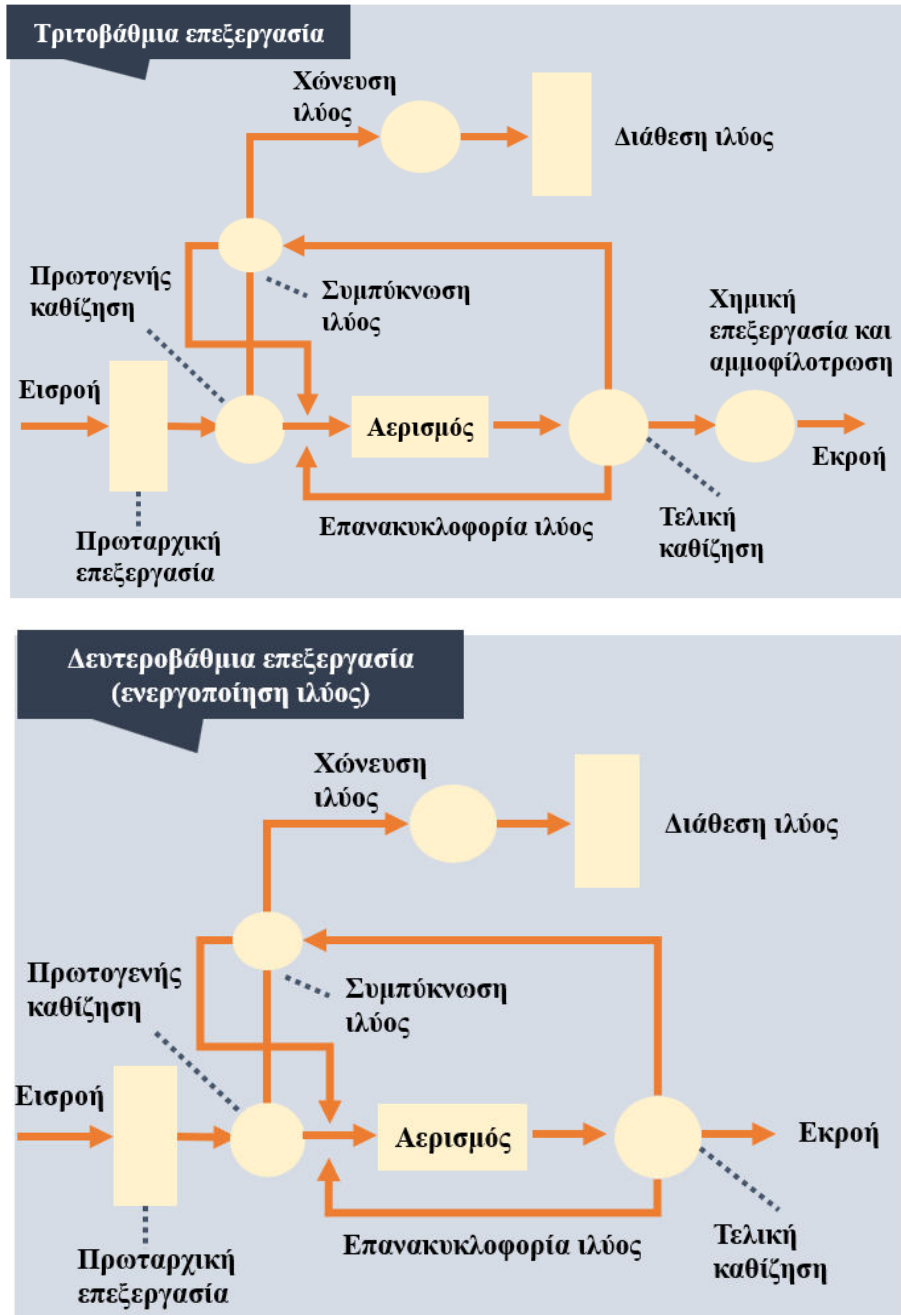 Τριτοβάθμια επεξεργασία
Χώνευση
ιλύος
Διάθεση ιλύος
Πρωτογενής
καθίζηση
Συμπύκνωση
ιλύος
Χημική
επεξεργασία και
αμμοφίλοτρωση
Εισροή
Αερισμός
Εκροή
Επανακυκλοφορία ιλύος
Τελική
καθίζηση
Πρωταρχική
επεξεργασία
Δευτεροβάθμια επεξεργασία
(ενεργοποίηση ιλύος)
Χώνευση
ιλύος
Διάθεση ιλύος
Πρωτογενής
καθίζηση
Συμπύκνωση
ιλύος
Εισροή
Αερισμός
Εκροή
Επανακυκλοφορία ιλύος
Τελική
καθίζηση
Πρωταρχική
επεξεργασία